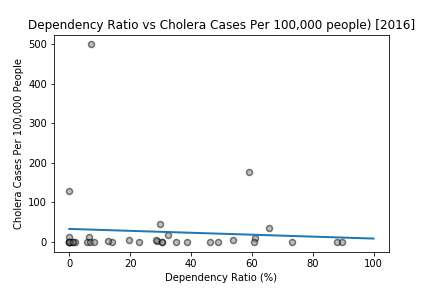 Dependency Ratio vs Cholera Cases Per 100,000 people) [2016]
500
400
300
200
100
0
Cholera Cases Per 100,000 People
0 20 40 60 80 100
Dependency Ratio (%)